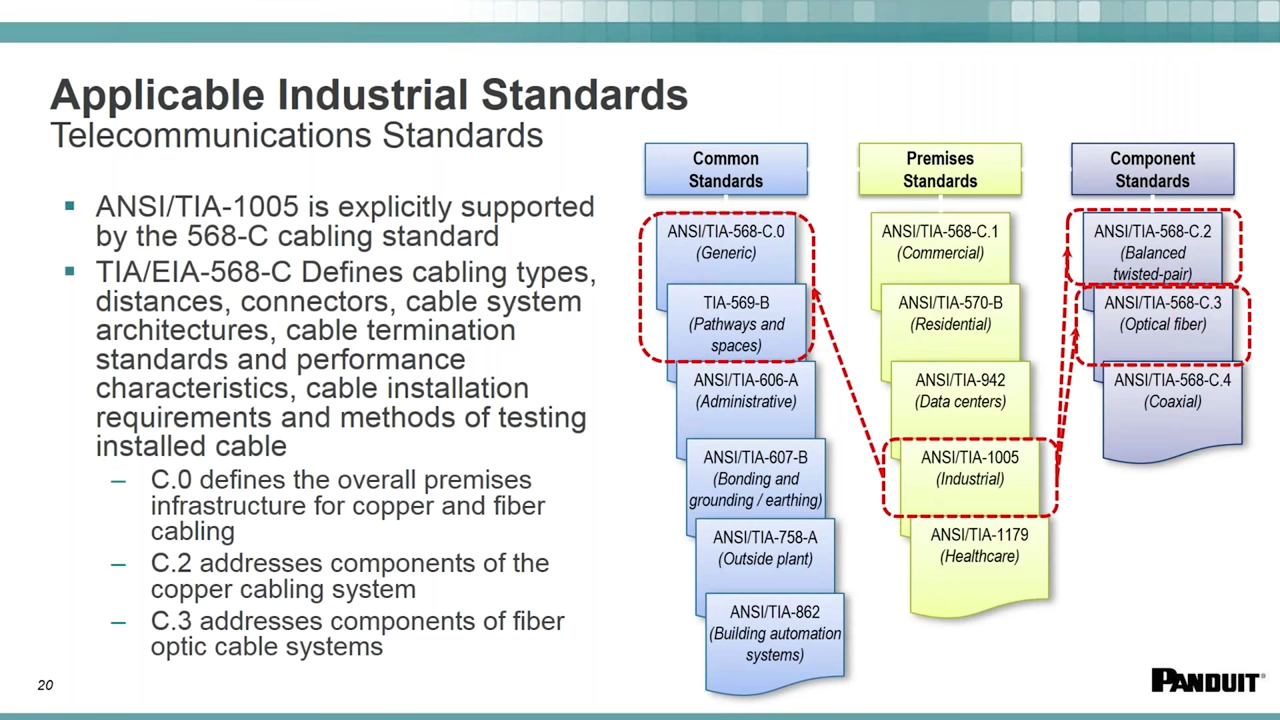 Applicable Industrial Standards
Telecommunications Standards
ANSI/TIA-1005 is explicitly supported
by the 568-C cabling standard
TIA/EIA-568-C Defines cabling types,
distances, connectors, cable system
architectures, cable termination
standards and performance
characteristics, cable installation
requirements and methods of testing
installed cable
– C.0 defines the overall premises
infrastructure for copper and fiber
cabling
– C.2 addresses components of the
copper cabling system
– C.3 addresses components of fiber
optic cable systems
Common
Standards
ANSI/TIA-568-C.0
(Generic)
TIA-569-B
(Pathways and
spaces)
ANSI/TIA-606-A
(Administrative)
ANSI/TIA-607-B
(Bonding and
grounding / earthing)
ANSI/TIA-758-A
(Outside plant)
ANSI/TIA-862
(Building automation
systems)
Premises
Standards
ANSI/TIA-568-C.1
(Commercial)
ANSI/TIA-570-B
(Residential)
ANSI/TIA-942
(Data centers)
ANSI/TIA-1005
(Industrial)
ANSI/TIA-1179
(Healthcare)
Component
Standards
ANSI/TIA-568-C.2
(Balanced
twisted-pair)
ANSI/TIA-568-C.3
(Optical fiber)
ANSI/TIA-568-C.4
(Coaxial)
20
PANDUIT®